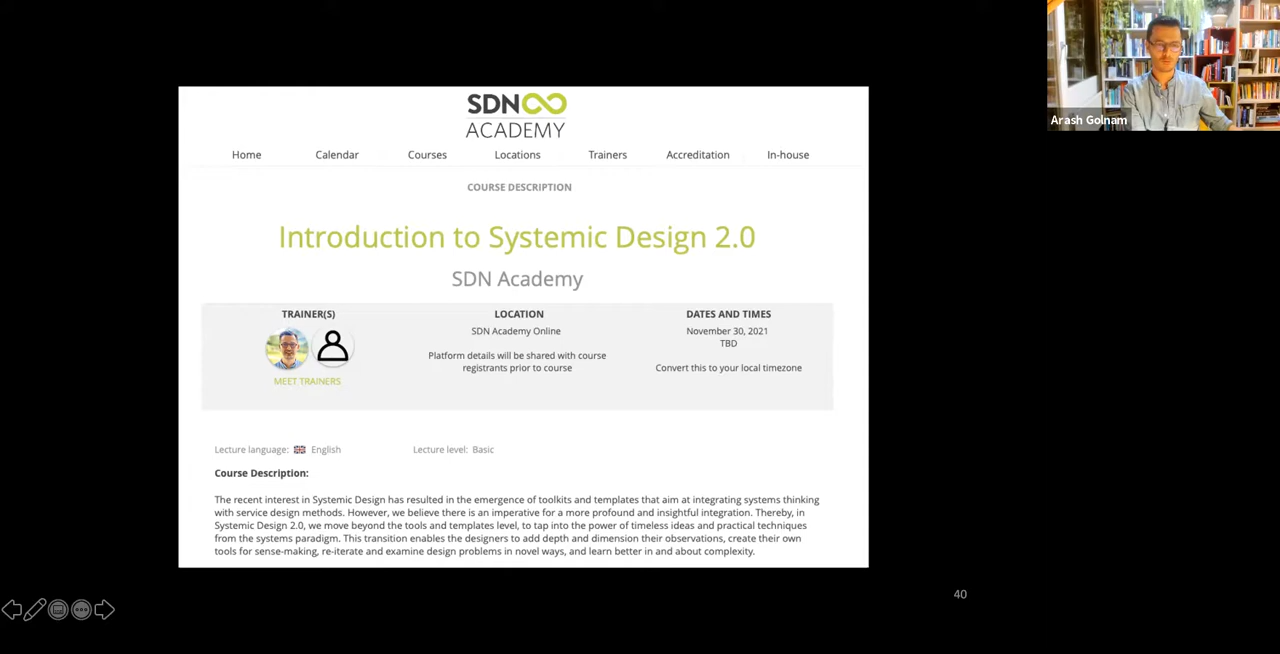 Arash Golnam
SDN
ACADEMY
Home Calendar Courses Locations Trainers Accreditation In-house
COURSE DESCRIPTION
Introduction to Systemic Design 2.0
SDN Academy
TRAINER(S)
MEET TRAINERS
LOCATION
SDN Academy Online
Platform details will be shared with course
registrants prior to course
DATES AND TIMES
November 30, 2021
TBD
Convert this to your local timezone
Lecture language: English
Lecture level: Basic
Course Description:
The recent interest in Systemic Design has resulted in the emergence of toolkits and templates that aim at integrating systems thinking
with service design methods. However, we believe there is an imperative for a more profound and insightful integration. Thereby, in
Systemic Design 2.0, we move beyond the tools and templates level, to tap into the power of timeless ideas and practical techniques
from the systems paradigm. This transition enables the designers to add depth and dimension their observations, create their own
tools for sense-making, re-iterate and examine design problems in novel ways, and learn better in and about complexity.
40